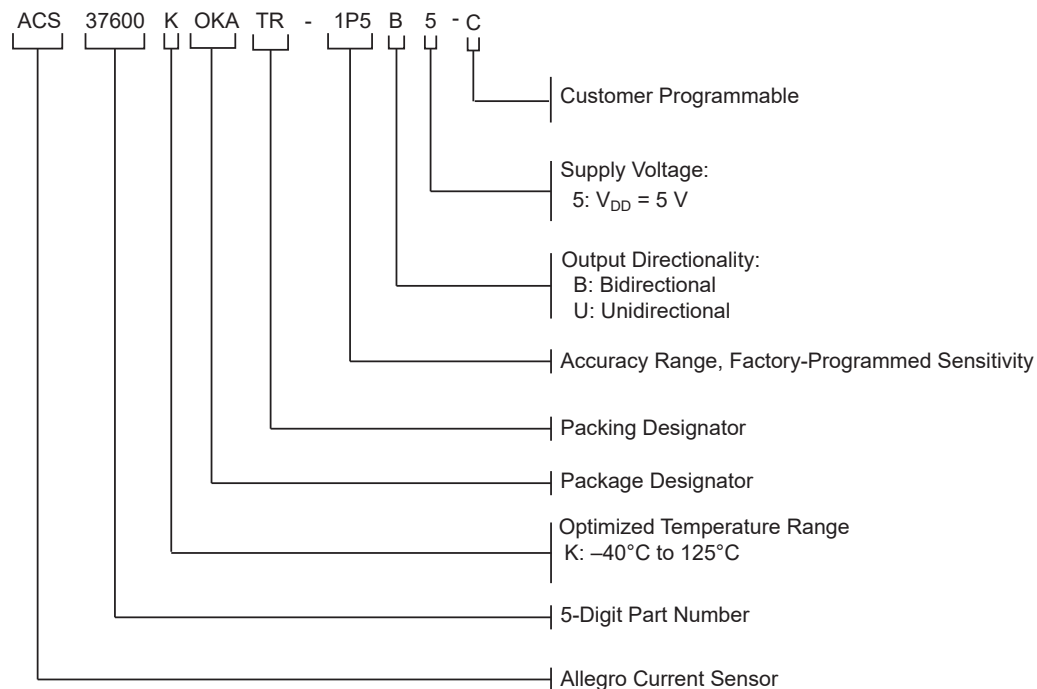 ACS 37600 K OKA TR - 1P5 B 5 - C
Customer Programmable
Supply Voltage:
5: VDD = 5 V
Output Directionality:
B: Bidirectional
U: Unidirectional
Accuracy Range, Factory-Programmed Sensitivity
Packing Designator
Package Designator
Optimized Temperature Range
K: –40°C to 125°C
5-Digit Part Number
Allegro Current Sensor